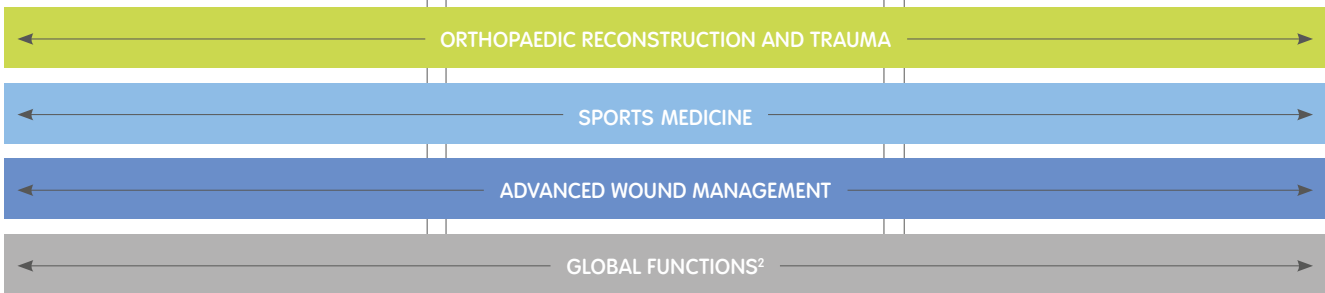 ORTHOPAEDIC RECONSTRUCTION AND TRAUMA
SPORTS MEDICINE
ADVANCED WOUND MANAGEMENT
GLOBAL FUNCTIONS²